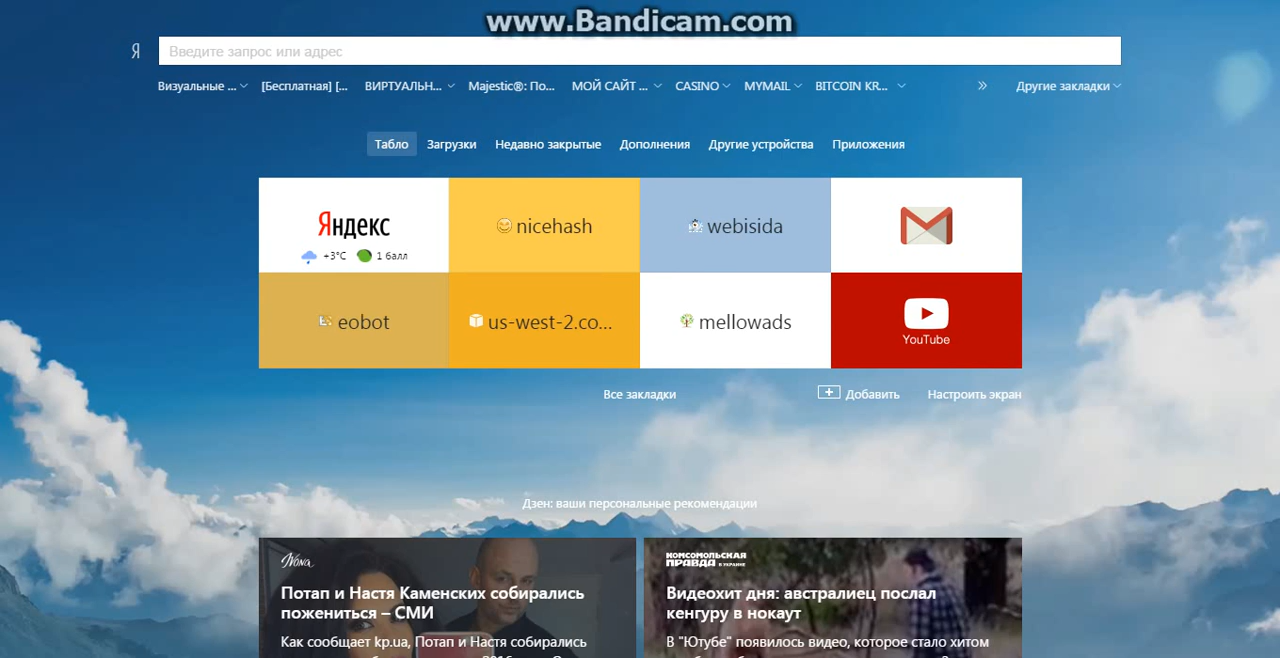 www.Bandicam.com
Я Введите запрос или адрес
Визуальные ... [Бесплатная] [... ВИРТУАЛЬН... Majestic®: По... МОЙ САЙТ ... CASINO MYMAIL BITCOIN KR... » Другие закладки
Табло Загрузки Недавно закрытые Дополнения Другие устройства Приложения
Яндекс nicehash webisida
+3°C 1 балл
eobot us-west-2.co... mellowads YouTube
Все закладки Добавить Настроить экран
Дзен: ваши персональные рекомендации
Nona
Потап и Настя Каменских собирались
пожениться – СМИ
Как сообщает kp.ua, Потап и Настя собирались
КОМСОМОЛЬСКАЯ
ПРАВДА В УКРАИНЕ
Видеохит дня: австралиец послал
кенгуру в нокаут
В "Ютубе" появилось видео, которое стало хитом